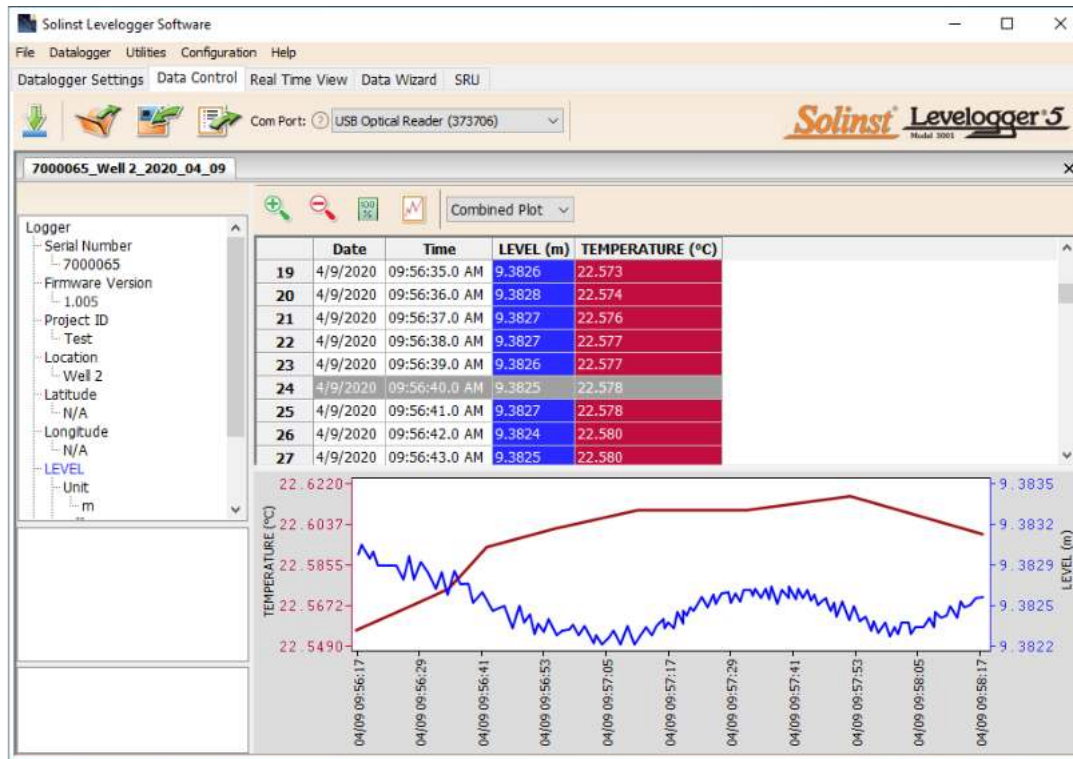 Solinst Levelogger Software
File Datalogger Utilities Configuration Help
Datalogger Settings Data Control Real Time View Data Wizard SRU
Com Port: ? USB Optical Reader (373706)
Solinst Levelogger 5
Model 3001
7000065_Well 2_2020_04_09
100 %
Combined Plot
Logger
Serial Number
7000065
Firmware Version
1.005
Project ID
Test
Location
Well 2
Latitude
N/A
Longitude
N/A
LEVEL
Unit
m
Date Time LEVEL (m) TEMPERATURE (ºC)
19 4/9/2020 09:56:35.0 AM 9.3826 22.573
20 4/9/2020 09:56:36.0 AM 9.3828 22.574
21 4/9/2020 09:56:37.0 AM 9.3827 22.576
22 4/9/2020 09:56:38.0 AM 9.3827 22.577
23 4/9/2020 09:56:39.0 AM 9.3826 22.577
24 4/9/2020 09:56:40.0 AM 9.3825 22.578
25 4/9/2020 09:56:41.0 AM 9.3827 22.578
26 4/9/2020 09:56:42.0 AM 9.3824 22.580
27 4/9/2020 09:56:43.0 AM 9.3825 22.580
TEMPERATURE (ºC)
22.6220
22.6037
22.5855
22.5672
22.5490
9.3835
9.3832
9.3829
9.3825
9.3822
LEVEL (m)
04/09 09:56:17
04/09 09:56:29
04/09 09:56:41
04/09 09:56:53
04/09 09:57:05
04/09 09:57:17
04/09 09:57:29
04/09 09:57:41
04/09 09:57:53
04/09 09:58:05
04/09 09:58:17